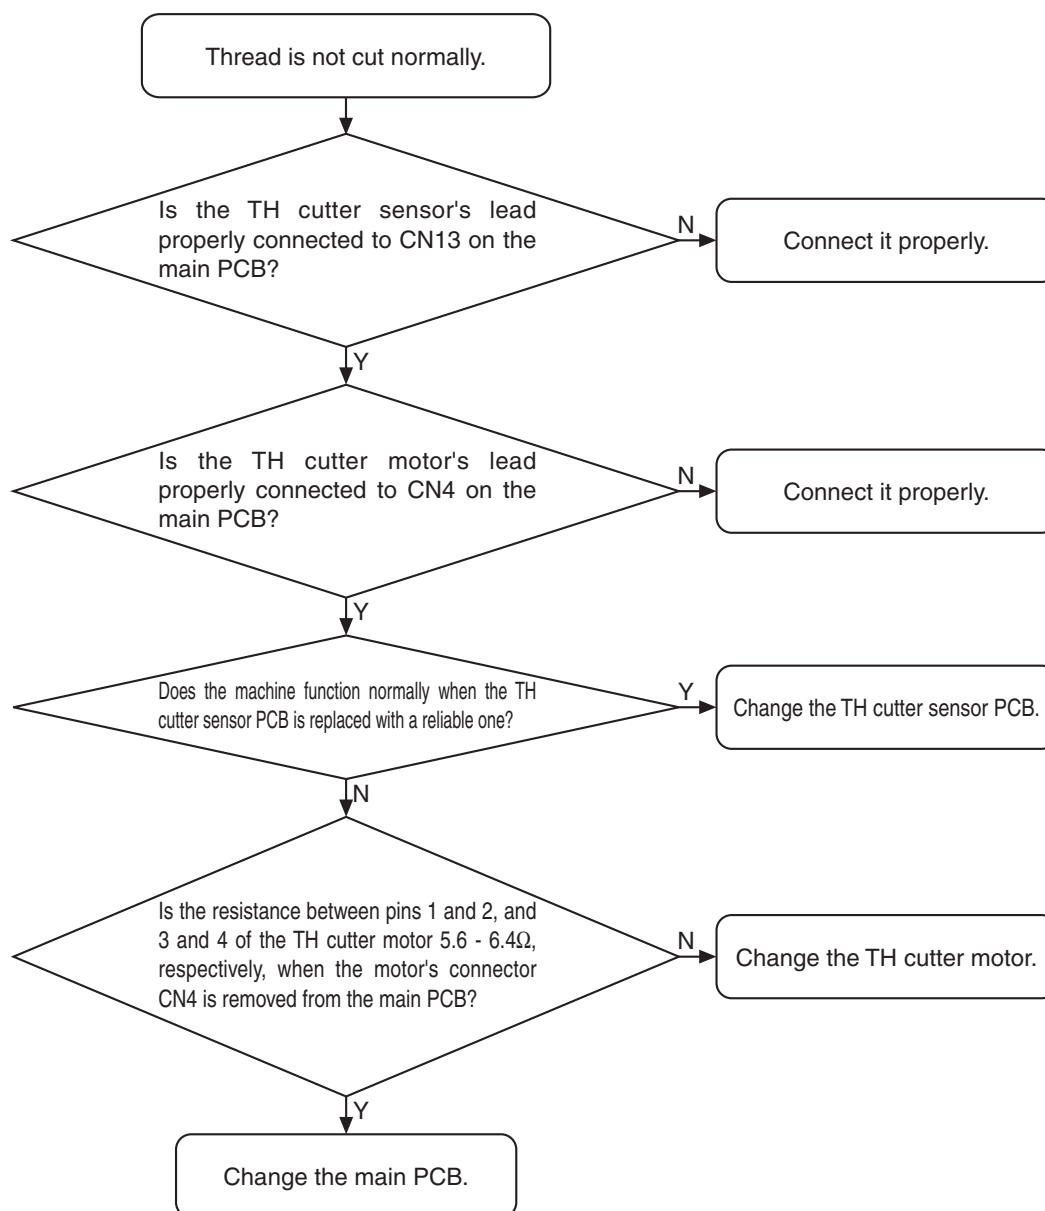 Thread is not cut normally.
Is the TH cutter sensor's lead
properly connected to CN13 on the
main PCB?
N
Connect it properly.
Y
Is the TH cutter motor's lead
properly connected to CN4 on the
main PCB?
N
Connect it properly.
Y
Does the machine function normally when the TH
cutter sensor PCB is replaced with a reliable one?
Y
Change the TH cutter sensor PCB.
N
Is the resistance between pins 1 and 2, and
3 and 4 of the TH cutter motor 5.6 - 6.4Ω,
respectively, when the motor's connector
CN4 is removed from the main PCB?
N
Change the TH cutter motor.
Y
Change the main PCB.